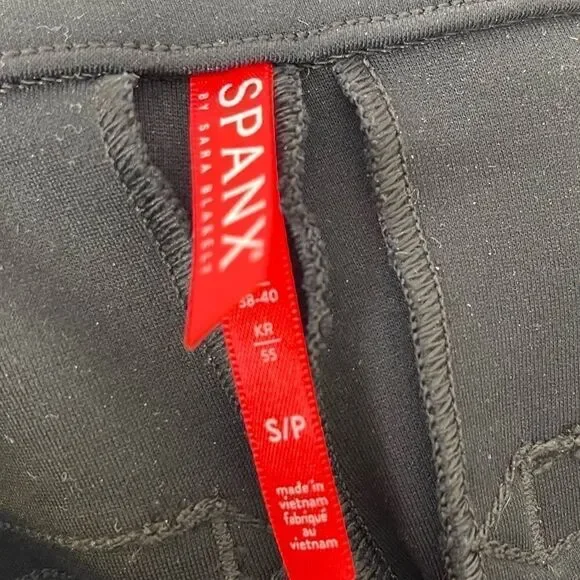 SPANX®
BY SARA BLAKELY
38-40
KR
55
S/P
made in
vietnam
fabriqué
au
vietnam